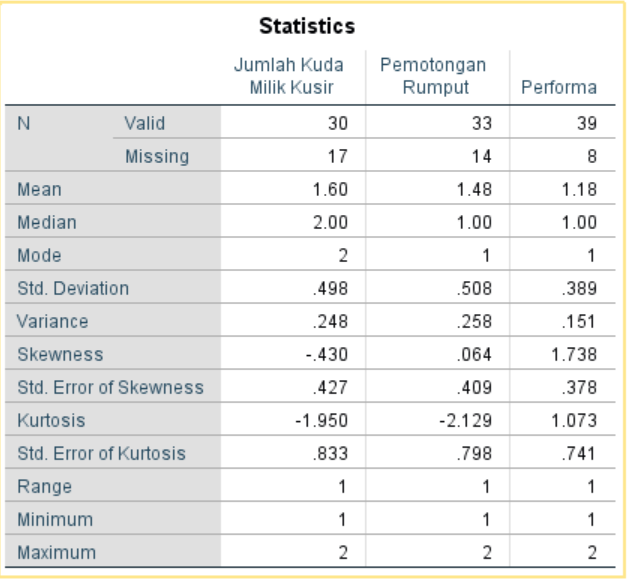 Statistics
Jumlah Kuda Milik Kusir Pemotongan Rumput Performa
N Valid 30 33 39
Missing 17 14 8
Mean 1.60 1.48 1.18
Median 2.00 1.00 1.00
Mode 2 1 1
Std. Deviation .498 .508 .389
Variance .248 .258 .151
Skewness -.430 .064 1.738
Std. Error of Skewness .427 .409 .378
Kurtosis -1.950 -2.129 1.073
Std. Error of Kurtosis .833 .798 .741
Range 1 1 1
Minimum 1 1 1
Maximum 2 2 2